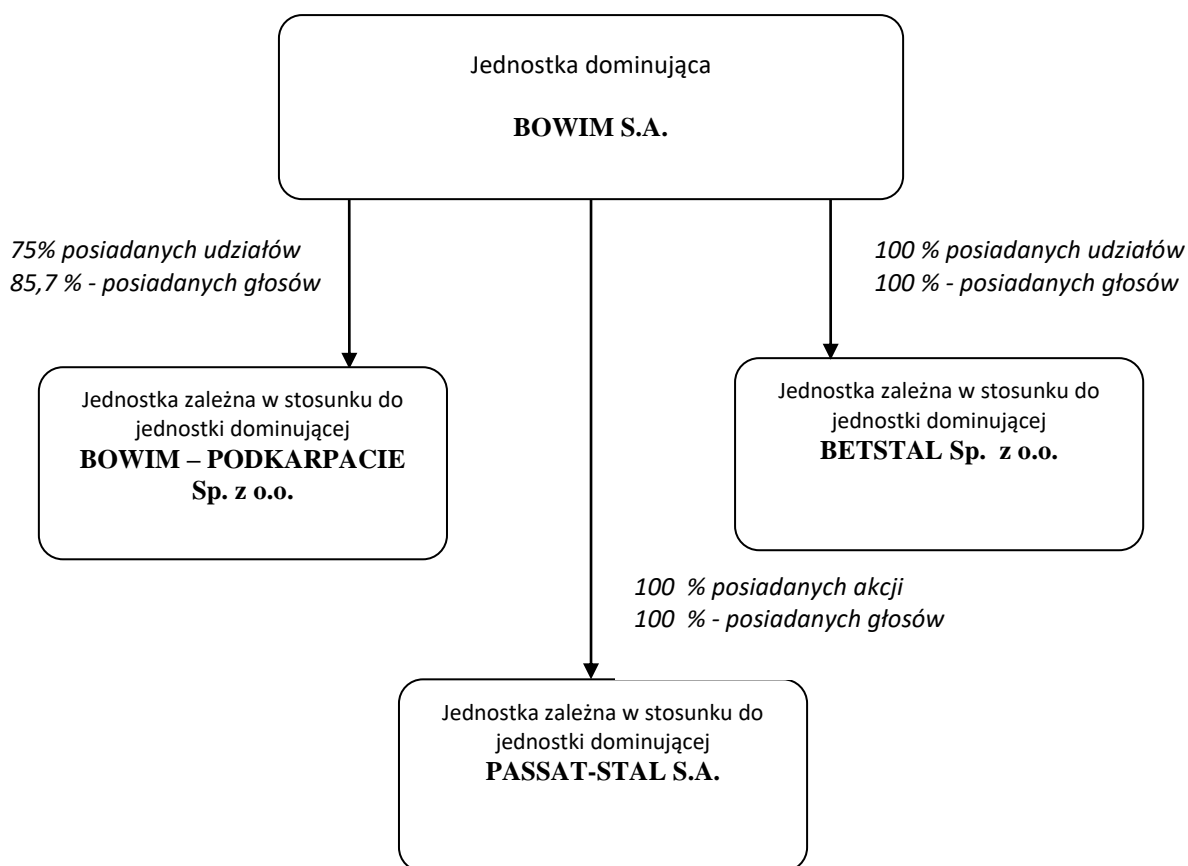 Jednostka dominująca
BOWIM S.A.
75% posiadanych udziałów
85,7 % - posiadanych głosów
100 % posiadanych udziałów
100 % - posiadanych głosów
Jednostka zależna w stosunku do
jednostki dominującej
BOWIM – PODKARPACIE
Sp. z o.o.
Jednostka zależna w stosunku do
jednostki dominującej
BETSTAL Sp. z o.o.
100 % posiadanych akcji
100 % - posiadanych głosów
Jednostka zależna w stosunku do
jednostki dominującej
PASSAT-STAL S.A.